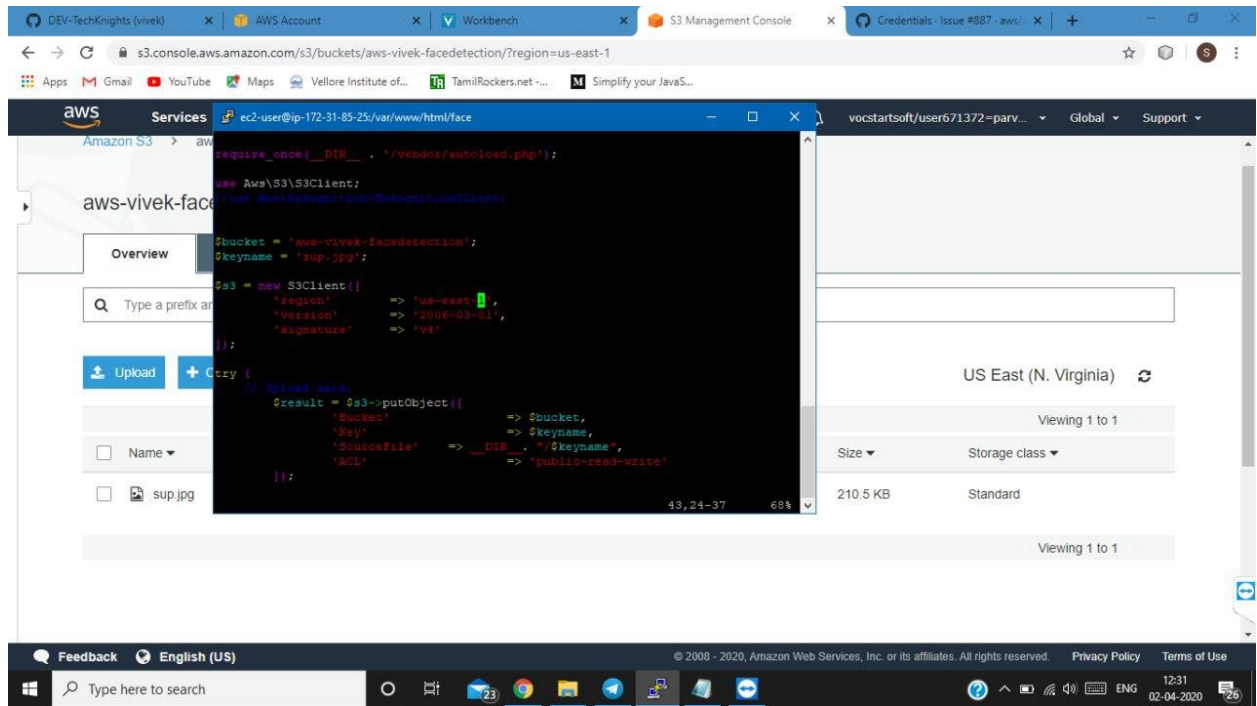 DEV-TechKnights (vivek)
AWS Account
Workbench
S3 Management Console
Credentials · Issue #887 · aws/
s3.console.aws.amazon.com/s3/buckets/aws-vivek-facedetection/?region=us-east-1
S
Apps
Gmail
YouTube
Maps
Vellore Institute of...
TamilRockers.net -...
Simplify your JavaS...
aws
Services
ec2-user@ip-172-31-85-25:/var/www/html/face
vocstartsoft/user671372=parv...
Global
Support
Amazon S3 > aw
aws-vivek-face
Overview
Type a prefix an
Upload
+ C
US East (N. Virginia)
Viewing 1 to 1
Name
Size
Storage class
sup.jpg
210.5 KB
Standard
Viewing 1 to 1
require_once(__DIR__ . '/vendor/autoload.php');
use Aws\S3\S3Client;
//use Aws\Rekognition\RekognitionClient;
$bucket = 'aws-vivek-facedetection';
$keyname = 'sup.jpg';
$s3 = new S3Client([
'region' => 'us-east-1',
'version' => '2006-03-01',
'signature' => 'v4'
]);
try {
// Upload data.
$result = $s3->putObject([
'Bucket' => $bucket,
'Key' => $keyname,
'SourceFile' => __DIR__ . "/$keyname",
'ACL' => 'public-read-write'
]);
43,24-37 68%
Feedback
English (US)
© 2008 - 2020, Amazon Web Services, Inc. or its affiliates. All rights reserved.
Privacy Policy
Terms of Use
Type here to search
23
ENG
12:31
02-04-2020
26